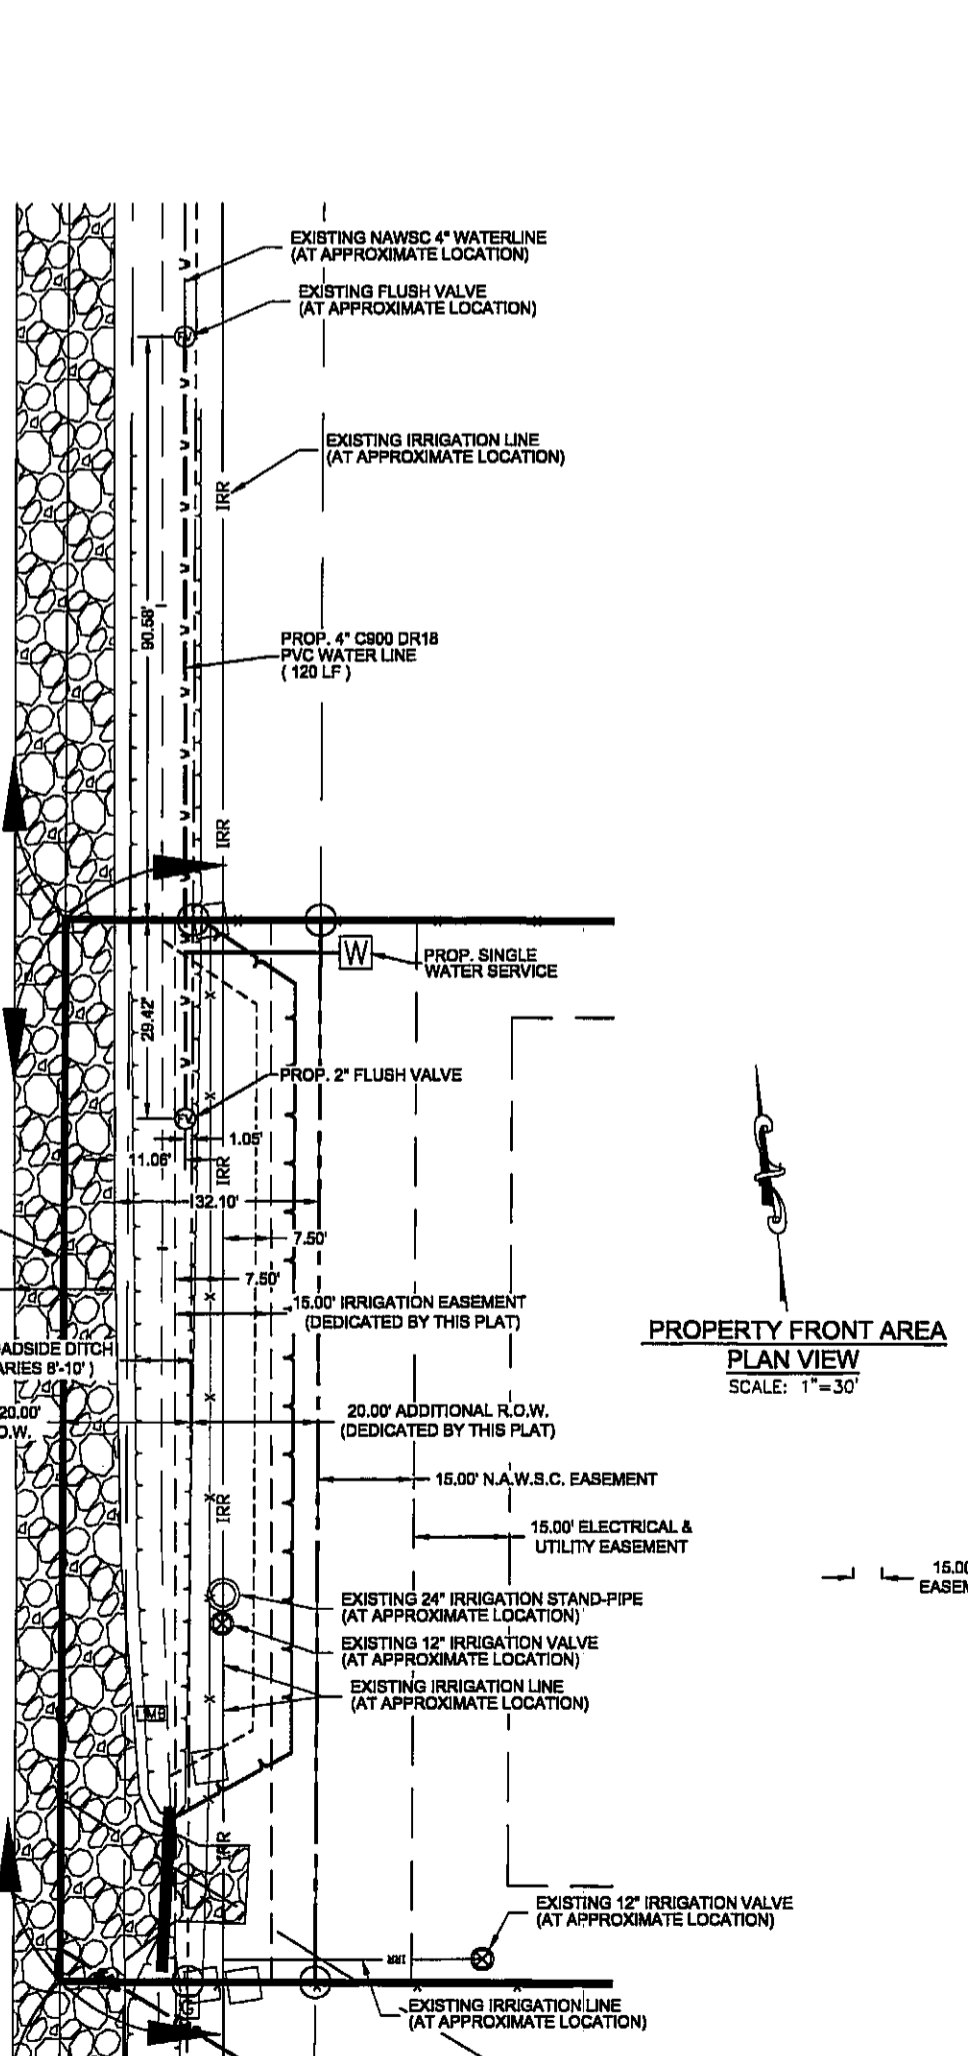 EXISTING NAWSC 4" WATERLINE
(AT APPROXIMATE LOCATION)
EXISTING FLUSH VALVE
(AT APPROXIMATE LOCATION)
FV
EXISTING IRRIGATION LINE
(AT APPROXIMATE LOCATION)
IRR
90.58'
PROP. 4" C900 DR18
PVC WATER LINE
( 120 LF )
IRR
W
PROP. SINGLE
WATER SERVICE
29.42'
PROP. 2" FLUSH VALVE
FV
1.05'
11.06'
IRR
32.10'
7.50'
7.50'
15.00' IRRIGATION EASEMENT
(DEDICATED BY THIS PLAT)
PROPERTY FRONT AREA
PLAN VIEW
SCALE: 1"=30'
ADSIDE DITCH
ARIES 8'-10' )
20.00'
O.W.
20.00' ADDITIONAL R.O.W.
(DEDICATED BY THIS PLAT)
15.00' N.A.W.S.C. EASEMENT
IRR
15.00' ELECTRICAL &
UTILITY EASEMENT
15.00
EASEM
EXISTING 24" IRRIGATION STAND-PIPE
(AT APPROXIMATE LOCATION)
EXISTING 12" IRRIGATION VALVE
(AT APPROXIMATE LOCATION)
EXISTING IRRIGATION LINE
(AT APPROXIMATE LOCATION)
IRR
EXISTING 12" IRRIGATION VALVE
(AT APPROXIMATE LOCATION)
IRR
EXISTING IRRIGATION LINE
(AT APPROXIMATE LOCATION)
G